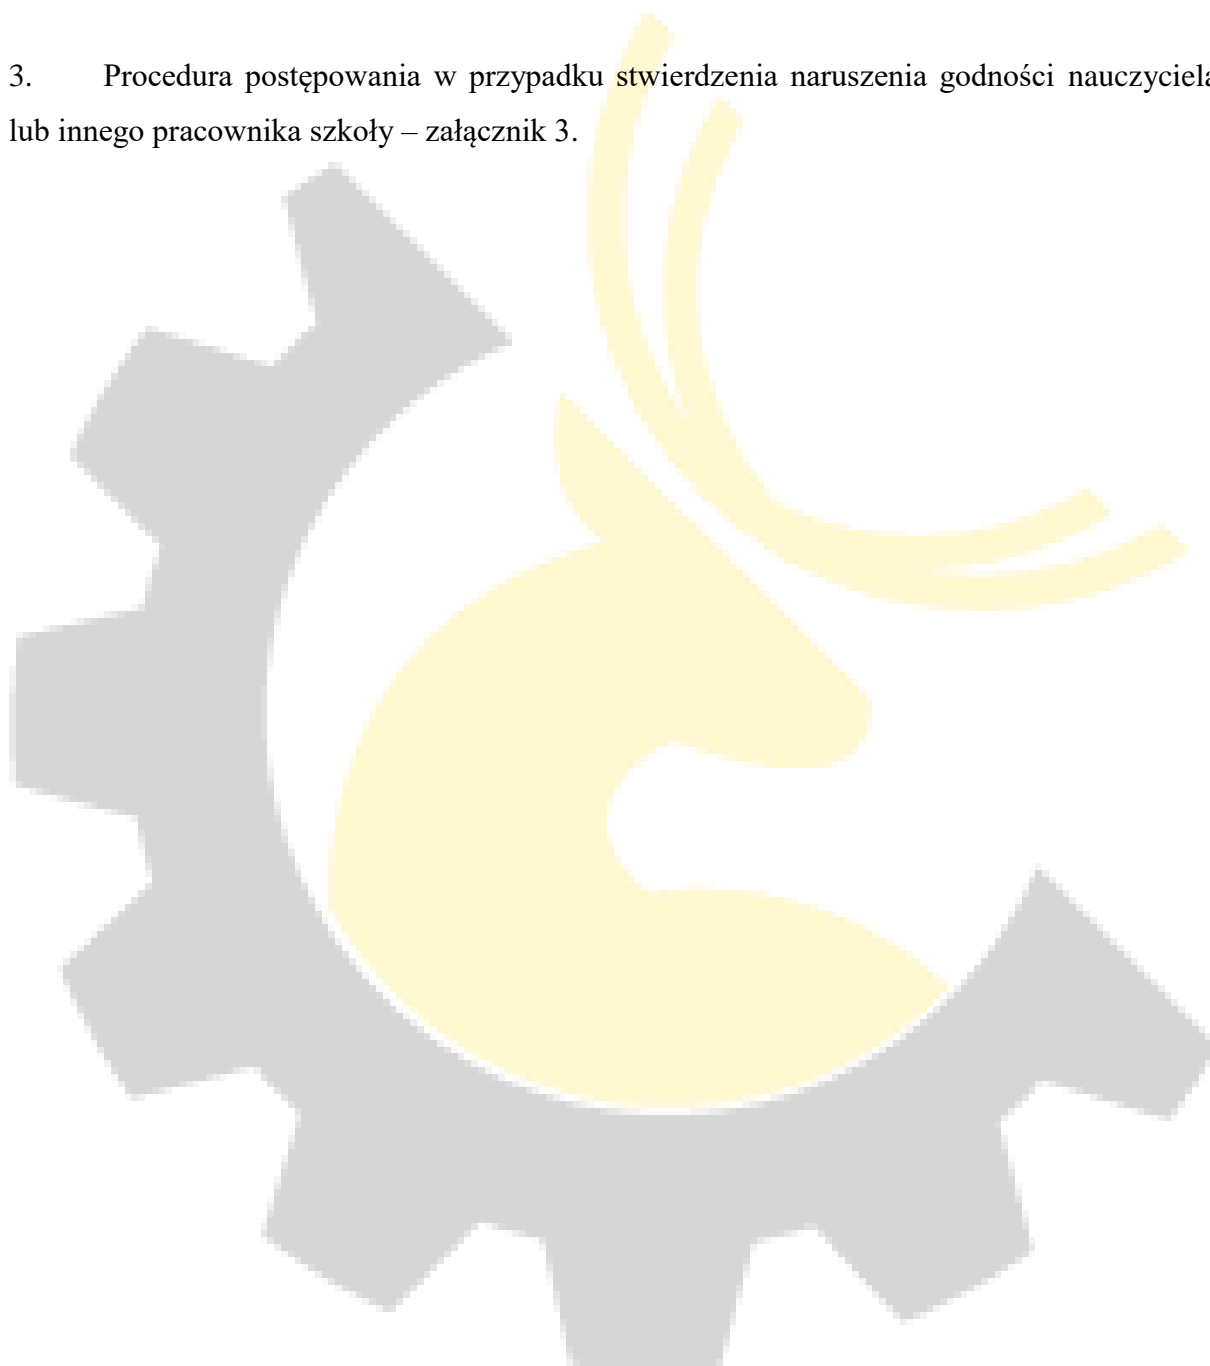 3. Procedura postępowania w przypadku stwierdzenia naruszenia godności nauczyciela
lub innego pracownika szkoły – załącznik 3.